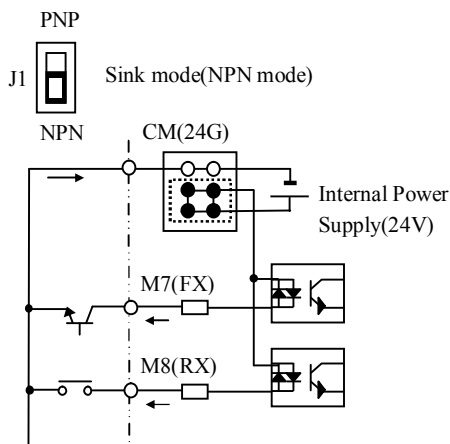 PNP
J1
Sink mode(NPN mode)
NPN
CM(24G)
Internal Power
Supply(24V)
M7(FX)
M8(RX)